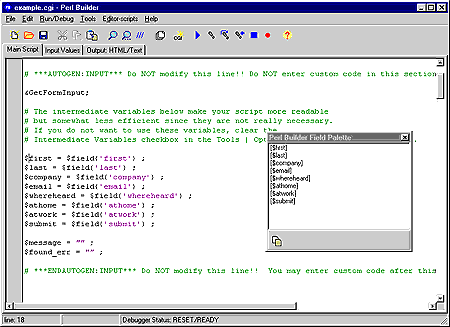 example.cgi - Perl Builder
File Edit Run/Debug Tools Editor-scripts Help
Main Script Input Values Output: HTML/Text
# ***AUTOGEN:INPUT*** Do NOT modify this line!! Do NOT enter custom code in this section
&GetFormInput;
# The intermediate variables below make your script more readable
# but somewhat less efficient since they are not really necessary.
# If you do not want to use these variables, clear the
# Intermediate Variables checkbox in the Tools | Opt
Perl Builder Field Palette
$first = $field{'first'} ;
$last = $field{'last'} ;
$company = $field{'company'} ;
$email = $field{'email'} ;
$whereheard = $field{'whereheard'} ;
$athome = $field{'athome'} ;
$atwork = $field{'atwork'} ;
$submit = $field{'submit'} ;
[$first]
[$last]
[$company]
[$email]
[$whereheard]
[$athome]
[$atwork]
[$submit]
$message = "" ;
$found_err = "" ;
# ***ENDAUTOGEN:INPUT*** Do NOT modify this line!! You may enter custom code after this
line: 18 Debugger Status: RESET/READY